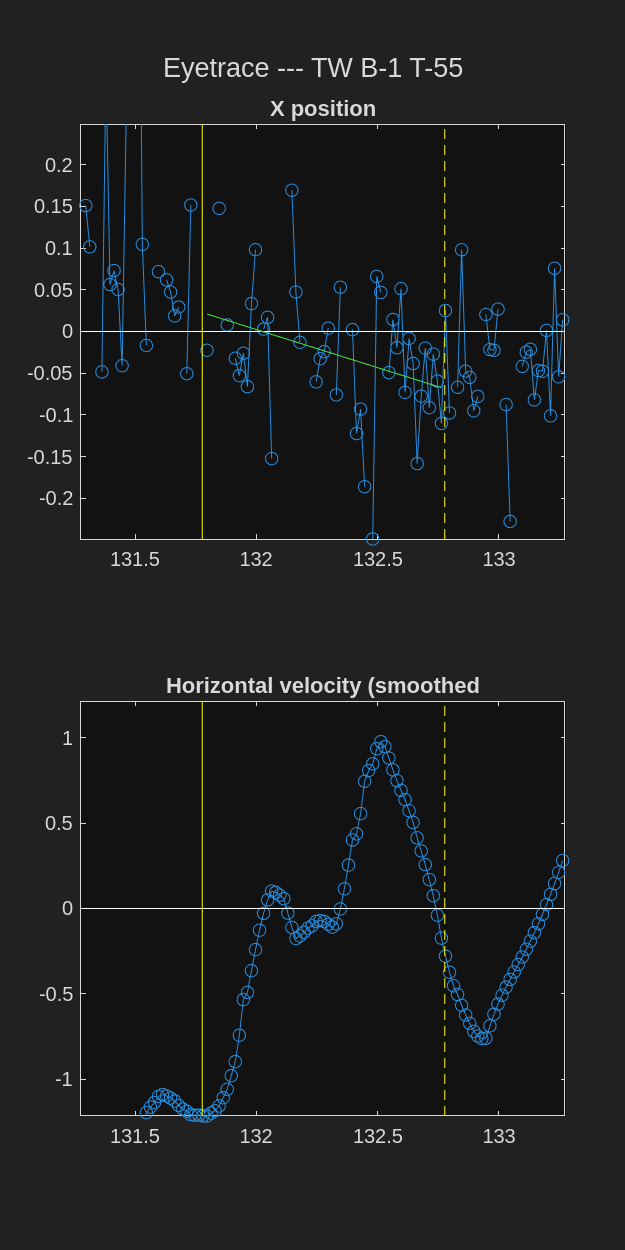 Eyetrace --- TW B-1 T-55
X position
0.2
0.15
0.1
0.05
0
-0.05
-0.1
-0.15
-0.2
131.5 132 132.5 133
Horizontal velocity (smoothed
1
0.5
0
-0.5
-1
131.5 132 132.5 133